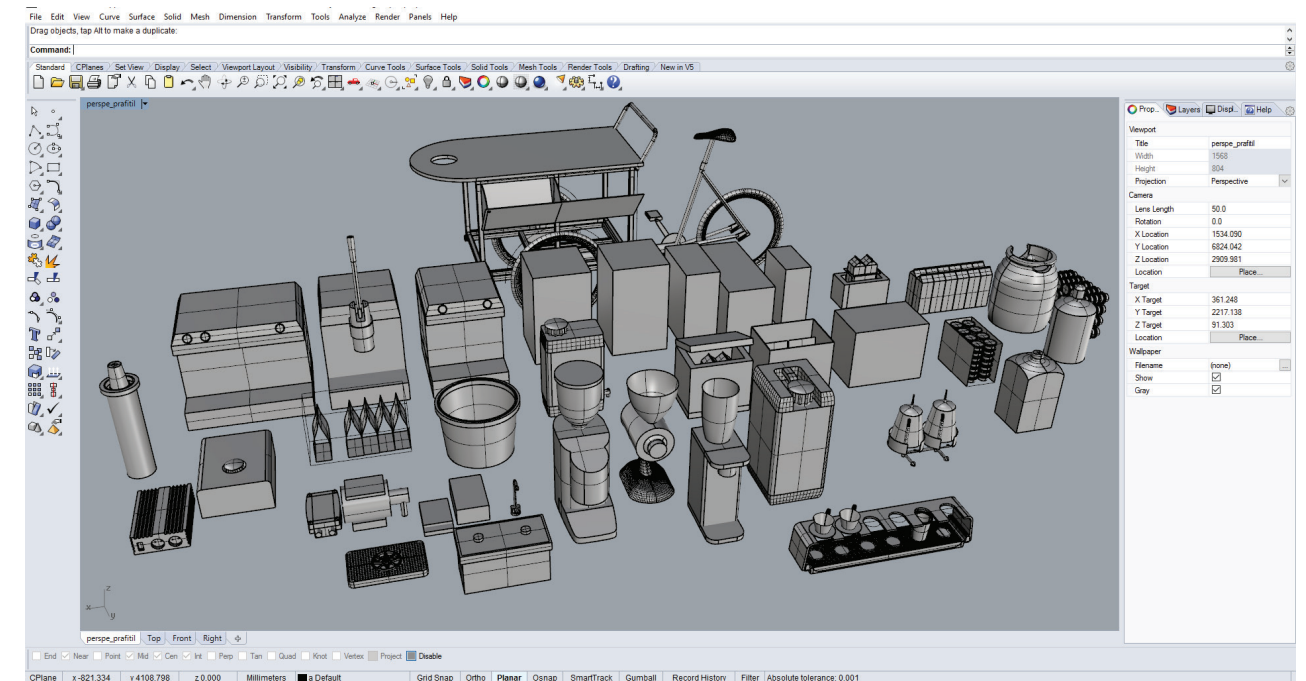 File Edit View Curve Surface Solid Mesh Dimension Transform Tools Analyze Render Panels Help
Drag objects, tap Alt to make a duplicate:
Command:
Standard CPlanes Set View Display Select Viewport Layout Visibility Transform Curve Tools Surface Tools Solid Tools Mesh Tools Render Tools Drafting New in V5
perspe_prafitil
Prop... Layers Displ... Help
Viewport
Title perspe_prafitil
Width 1568
Height 804
Projection Perspective
Camera
Lens Length 50.0
Rotation 0.0
X Location 1534.090
Y Location 6824.042
Z Location 2909.981
Location Place...
Target
X Target 361.248
Y Target 2217.138
Z Target 91.303
Location Place...
Wallpaper
Filename (none) ...
Show
Gray
z
x
y
perspe_prafitil Top Front Right
End Near Point Mid Cen Int Perp Tan Quad Knot Vertex Project Disable
CPlane x -821.334 y 4108.798 z 0.000 Millimeters a Default Grid Snap Ortho Planar Osnap SmartTrack Gumball Record History Filter Absolute tolerance: 0.001